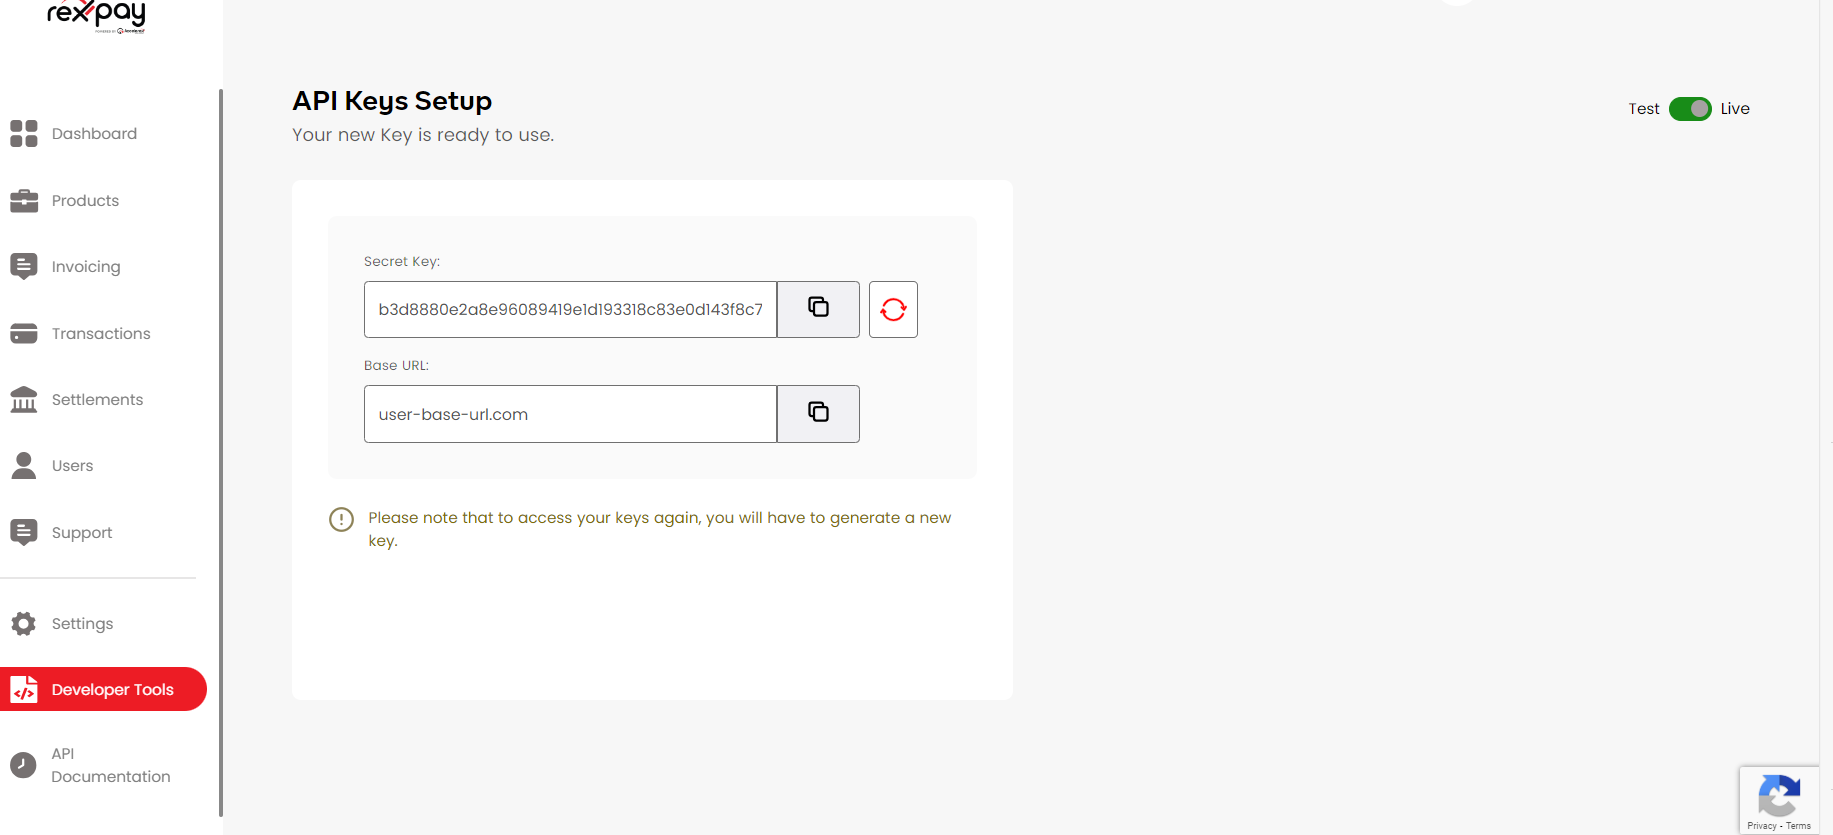 rexpay
POWERED BY
Dashboard
Products
Invoicing
Transactions
Settlements
Users
Support
Settings
Developer Tools
API
Documentation
API Keys Setup
Your new Key is ready to use.
Test Live
Secret Key:
b3d8880e2a8e96089419e1d193318c83e0d143f8c7
Base URL:
user-base-url.com
Please note that to access your keys again, you will have to generate a new
key.
Privacy - Terms